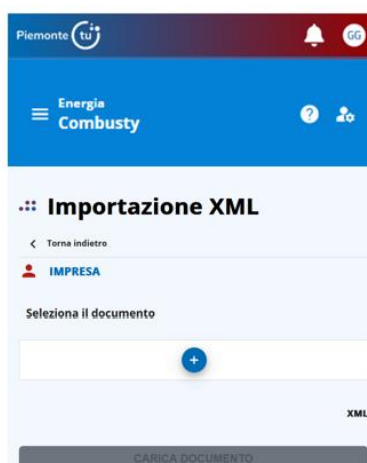 Piemonte tu
GG
Energia
Combusty
?
Importazione XML
Torna indietro
IMPRESA
Seleziona il documento
+
XML
CARICA DOCUMENTO